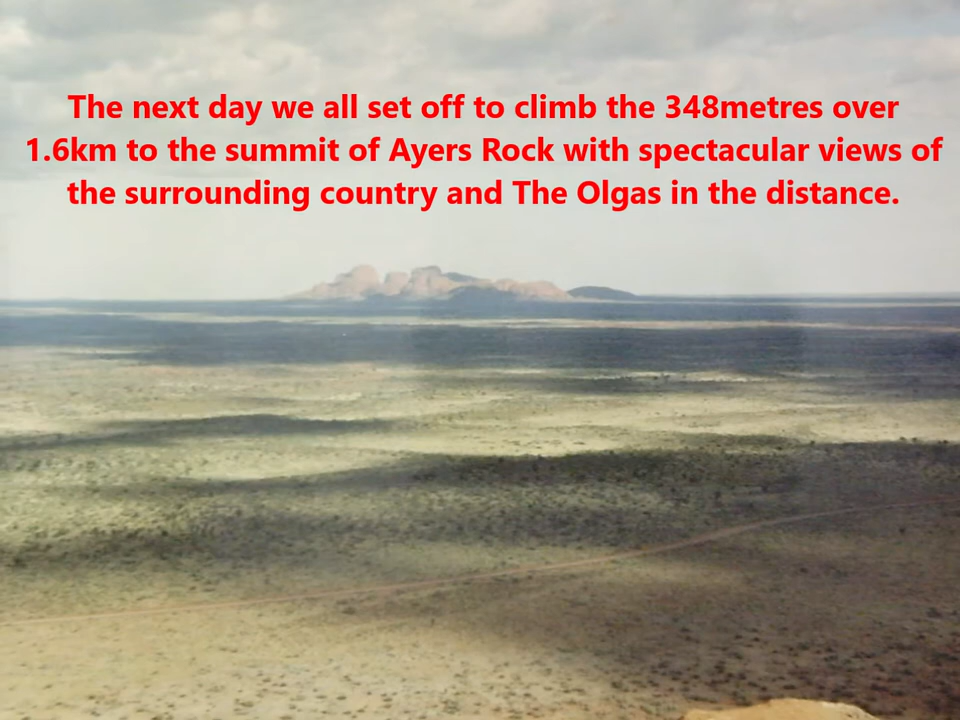 The next day we all set off to climb the 348metres over
1.6km to the summit of Ayers Rock with spectacular views of
the surrounding country and The Olgas in the distance.